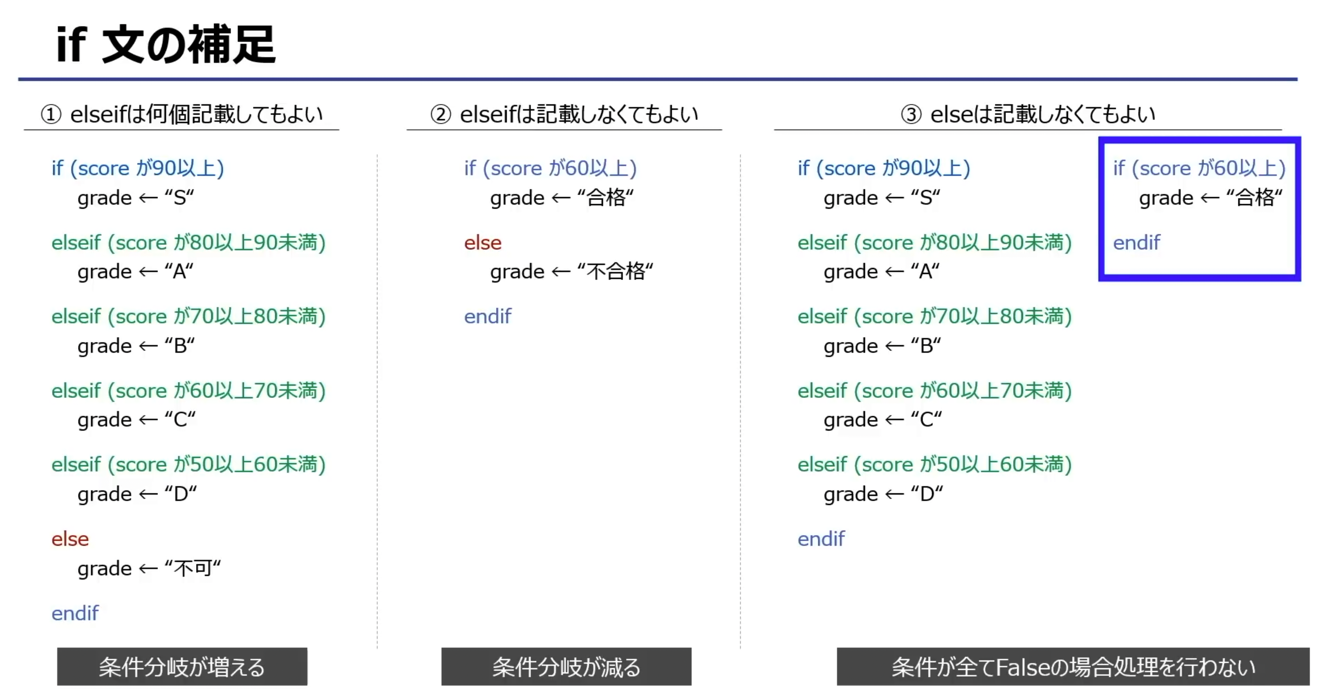 if 文の補足
① elseifは何個記載してもよい
if (score が90以上)
grade ← “S“
elseif (score が80以上90未満)
grade ← “A“
elseif (score が70以上80未満)
grade ← “B“
elseif (score が60以上70未満)
grade ← “C“
elseif (score が50以上60未満)
grade ← “D“
else
grade ← “不可“
endif
条件分岐が増える
② elseifは記載しなくてもよい
if (score が60以上)
grade ← “合格“
else
grade ← “不合格“
endif
条件分岐が減る
③ elseは記載しなくてもよい
if (score が90以上)
grade ← “S“
elseif (score が80以上90未満)
grade ← “A“
elseif (score が70以上80未満)
grade ← “B“
elseif (score が60以上70未満)
grade ← “C“
elseif (score が50以上60未満)
grade ← “D“
endif
if (score が60以上)
grade ← “合格“
endif
条件が全てFalseの場合処理を行わない